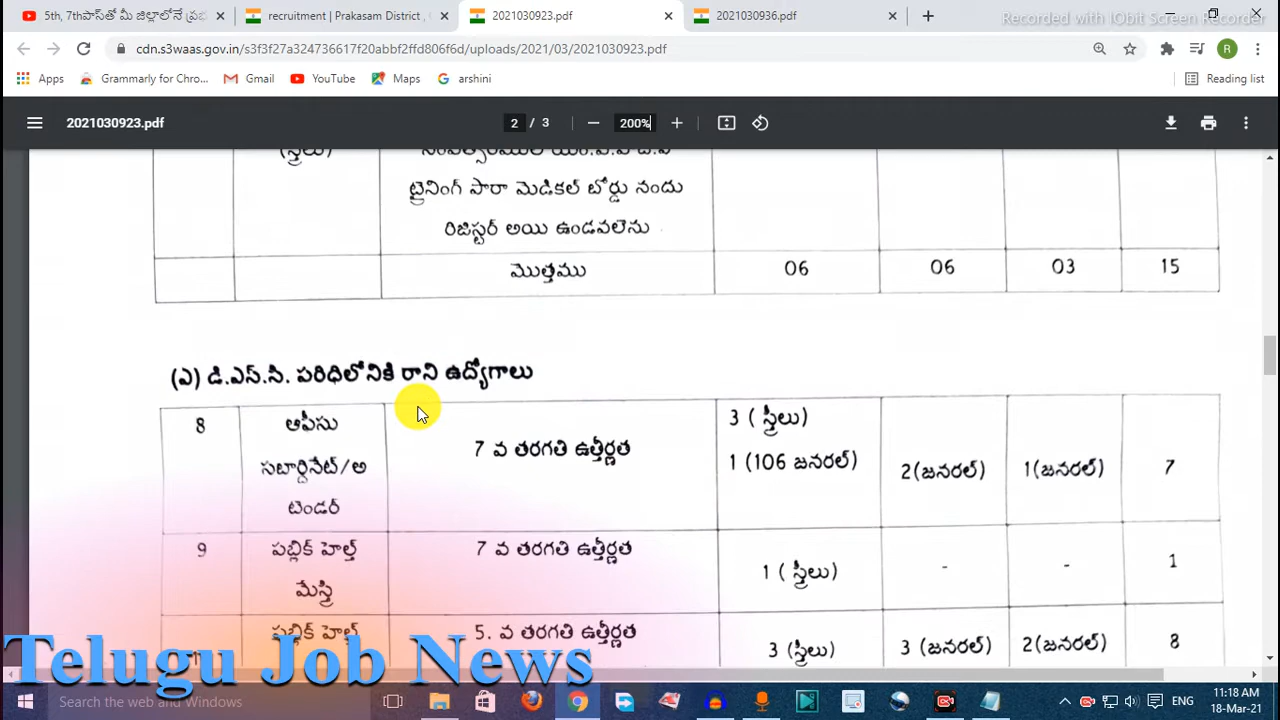 5th, 7thపాస్‌తో మీ జిల్లాలోనే ప్రభు
recruitment | Prakasam District ,
2021030923.pdf
2021030936.pdf
Recorded with IObit Screen Recorder
cdn.s3waas.gov.in/s3f3f27a324736617f20abbf2ffd806f6d/uploads/2021/03/2021030923.pdf
R
Apps
Grammarly for Chro...
Gmail
YouTube
Maps
arshini
Reading list
2021030923.pdf
2 / 3
200%
(స్త్రీలు)
ట్రైనింగ్ పారా మెడికల్ బోర్డు నందు
రిజిస్టర్ అయి ఉండవలెను
మొత్తము 06 06 03 15
(ఎ) డి.ఎస్.సి. పరిధిలోనికి రాని ఉద్యోగాలు
8
ఆఫీసు
సబార్డినేట్/అ
టెండర్
7 వ తరగతి ఉత్తీర్ణత
3 ( స్త్రీలు)
1 (106 జనరల్)
2(జనరల్)
1(జనరల్)
7
9
పబ్లిక్ హెల్త్
మేస్త్రి
7 వ తరగతి ఉత్తీర్ణత
1 ( స్త్రీలు)
-
-
1
పబ్లిక్ హెల్త్
5. వ తరగతి ఉత్తీర్ణత
3 (స్త్రీలు)
3 (జనరల్)
2(జనరల్)
8
Telugu Job News
Search the web and Windows
ENG
11:18 AM
18-Mar-21